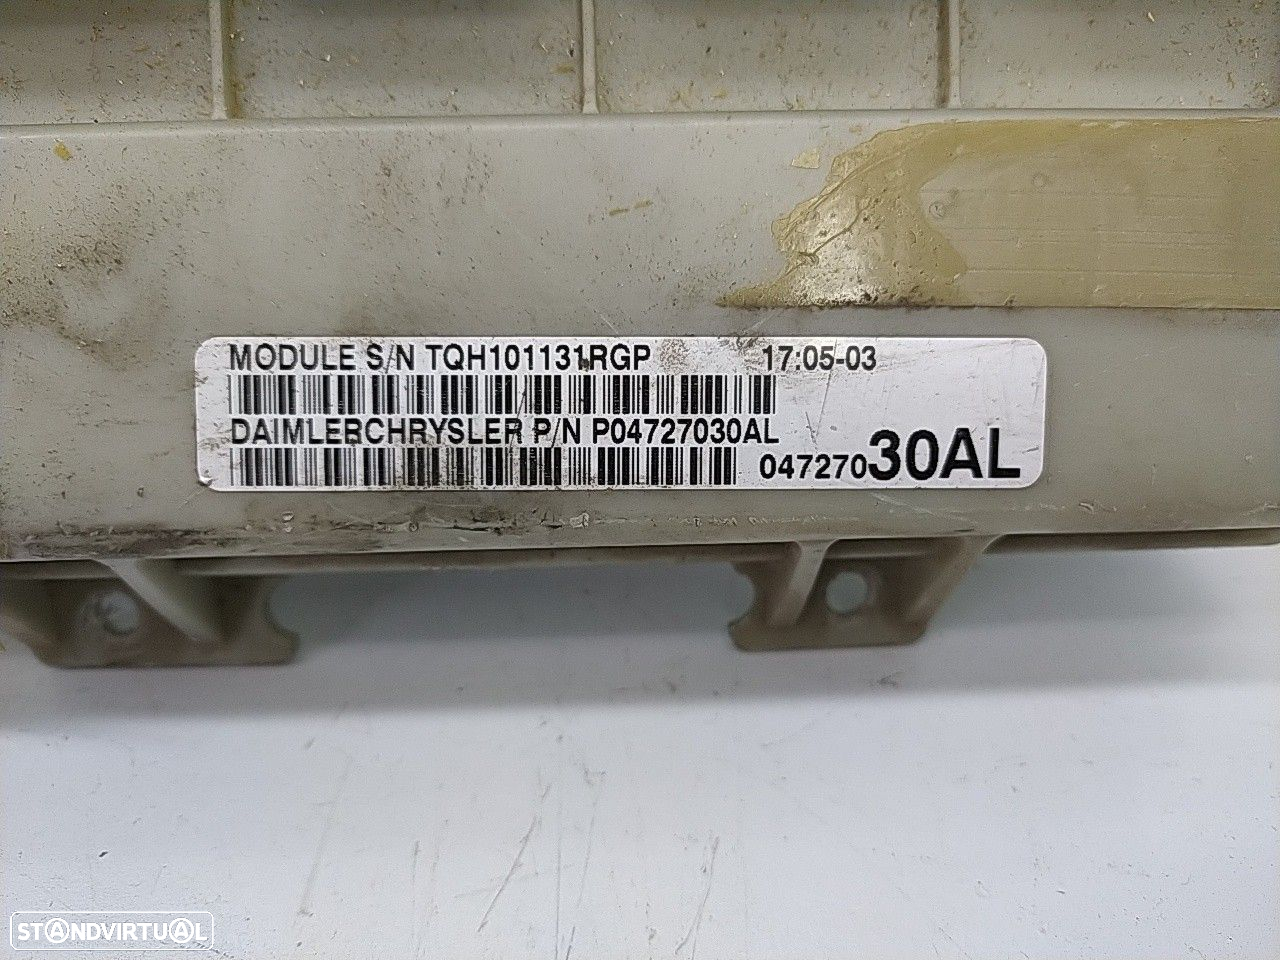 MODULE S/N TQH101131RGP 17:05-03
DAIMLERCHRYSLER P/N P04727030AL
04727030AL
STANDVIRTUAL